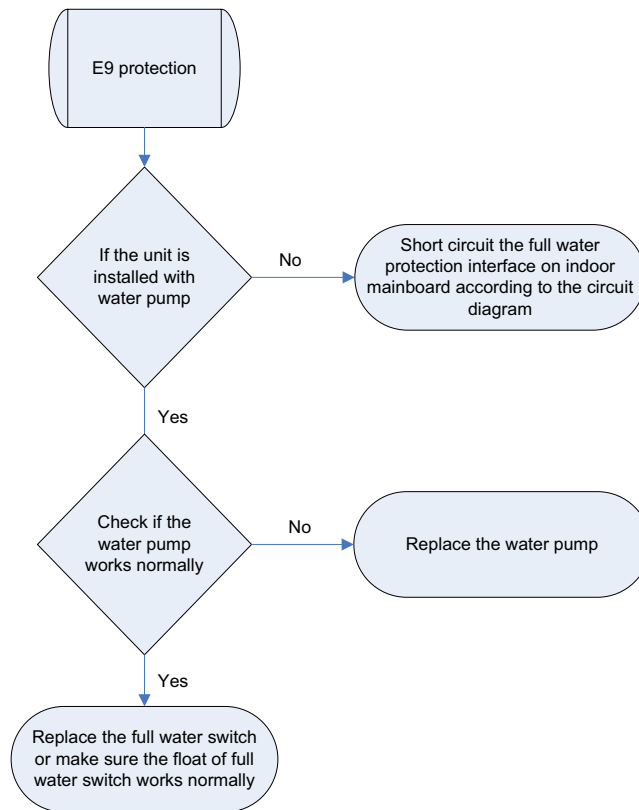 E9 protection
If the unit is
installed with
water pump
No
Short circuit the full water
protection interface on indoor
mainboard according to the circuit
diagram
Yes
Check if the
water pump
works normally
No
Replace the water pump
Yes
Replace the full water switch
or make sure the float of full
water switch works normally